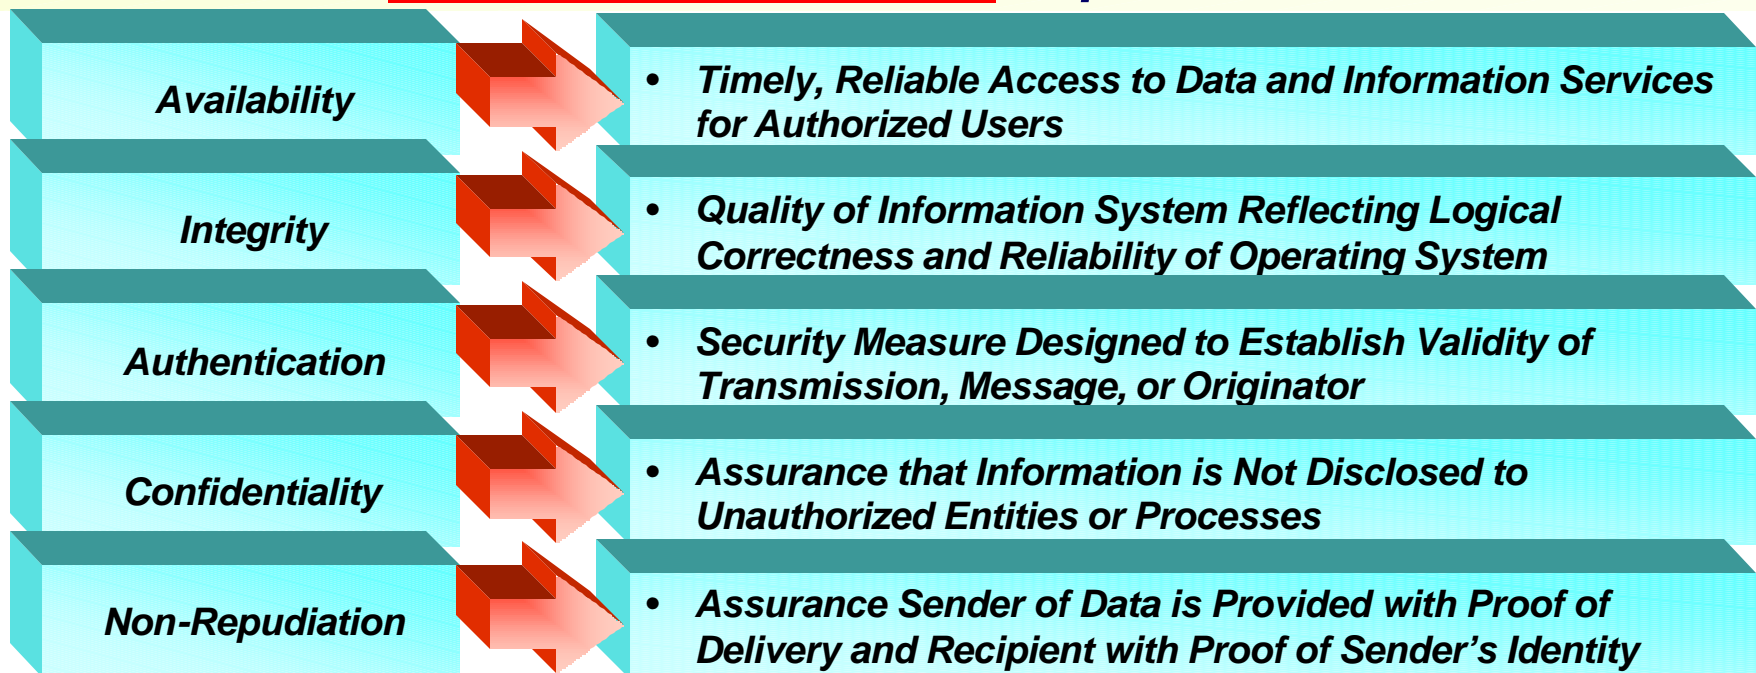 Availability
• Timely, Reliable Access to Data and Information Services
for Authorized Users
Integrity
• Quality of Information System Reflecting Logical
Correctness and Reliability of Operating System
Authentication
• Security Measure Designed to Establish Validity of
Transmission, Message, or Originator
Confidentiality
• Assurance that Information is Not Disclosed to
Unauthorized Entities or Processes
Non-Repudiation
• Assurance Sender of Data is Provided with Proof of
Delivery and Recipient with Proof of Sender’s Identity